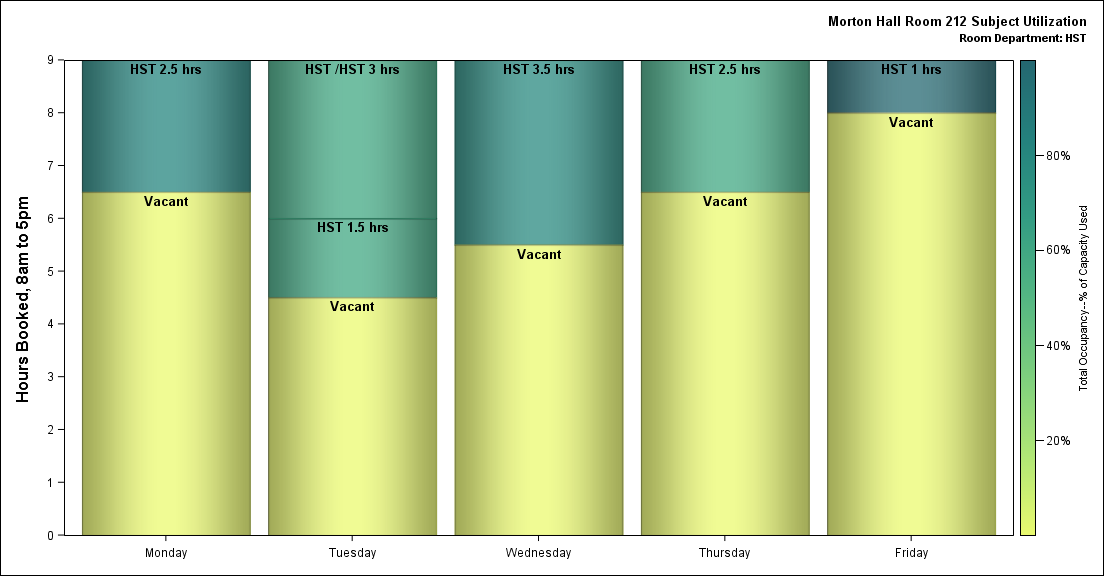 Morton Hall Room 212 Subject Utilization
Room Department: HST
Hours Booked, 8am to 5pm
9
8
7
6
5
4
3
2
1
0
HST 2.5 hrs
Vacant
HST /HST 3 hrs
HST 1.5 hrs
Vacant
HST 3.5 hrs
Vacant
HST 2.5 hrs
Vacant
HST 1 hrs
Vacant
Monday
Tuesday
Wednesday
Thursday
Friday
80%
60%
40%
20%
Total Occupancy--% of Capacity Used